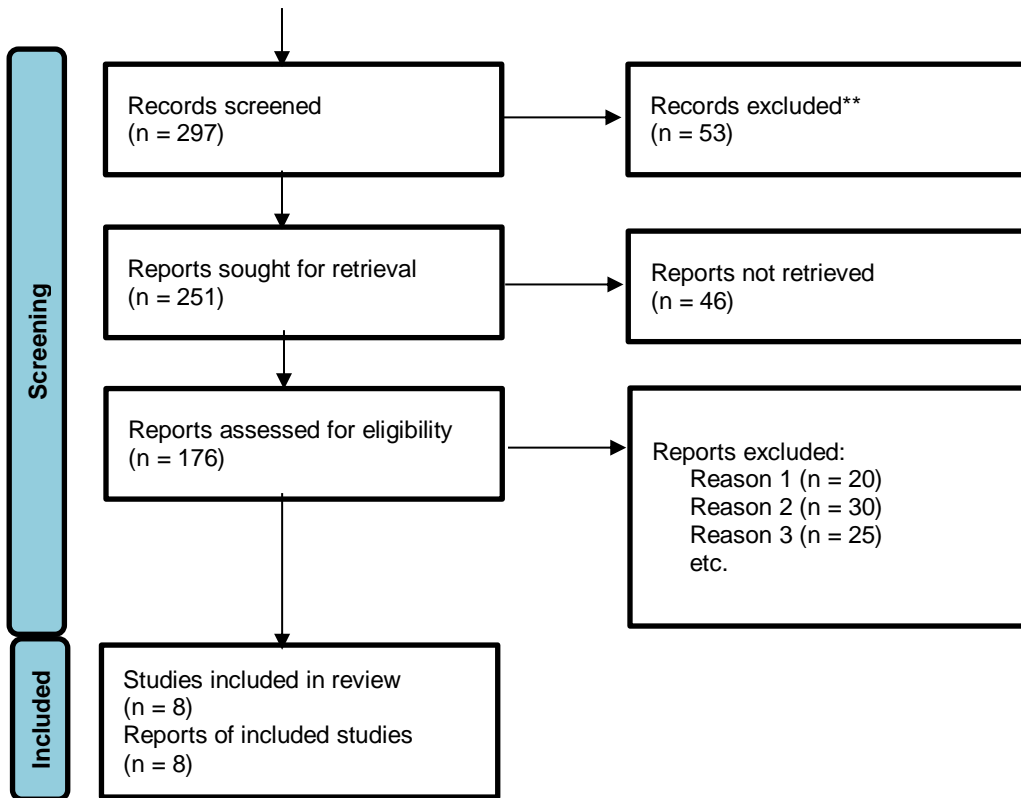 Records screened
(n = 297)
Records excluded**
(n = 53)
Reports sought for retrieval
(n = 251)
Reports not retrieved
(n = 46)
Screening
Reports assessed for eligibility
(n = 176)
Reports excluded:
Reason 1 (n = 20)
Reason 2 (n = 30)
Reason 3 (n = 25)
etc.
Included
Studies included in review
(n = 8)
Reports of included studies
(n = 8)